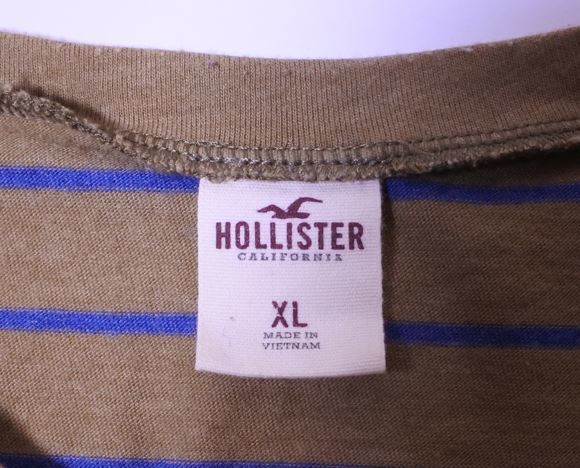 HOLLISTER
CALIFORNIA
XL
MADE IN
VIETNAM